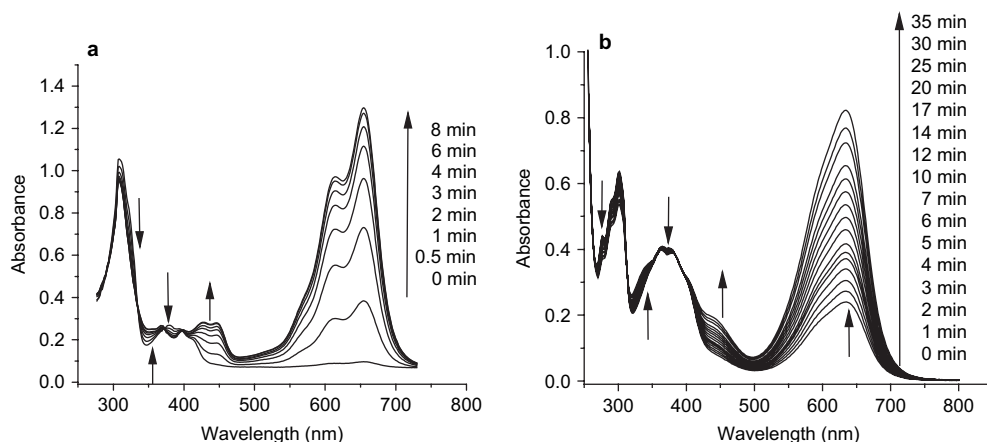 a
1.4
1.2
1.0
0.8
0.6
0.4
0.2
0.0
Absorbance
300 400 500 600 700 800
Wavelength (nm)
8 min
6 min
4 min
3 min
2 min
1 min
0.5 min
0 min
b
1.0
0.8
0.6
0.4
0.2
0.0
Absorbance
300 400 500 600 700 800
Wavelength (nm)
35 min
30 min
25 min
20 min
17 min
14 min
12 min
10 min
7 min
6 min
5 min
4 min
3 min
2 min
1 min
0 min